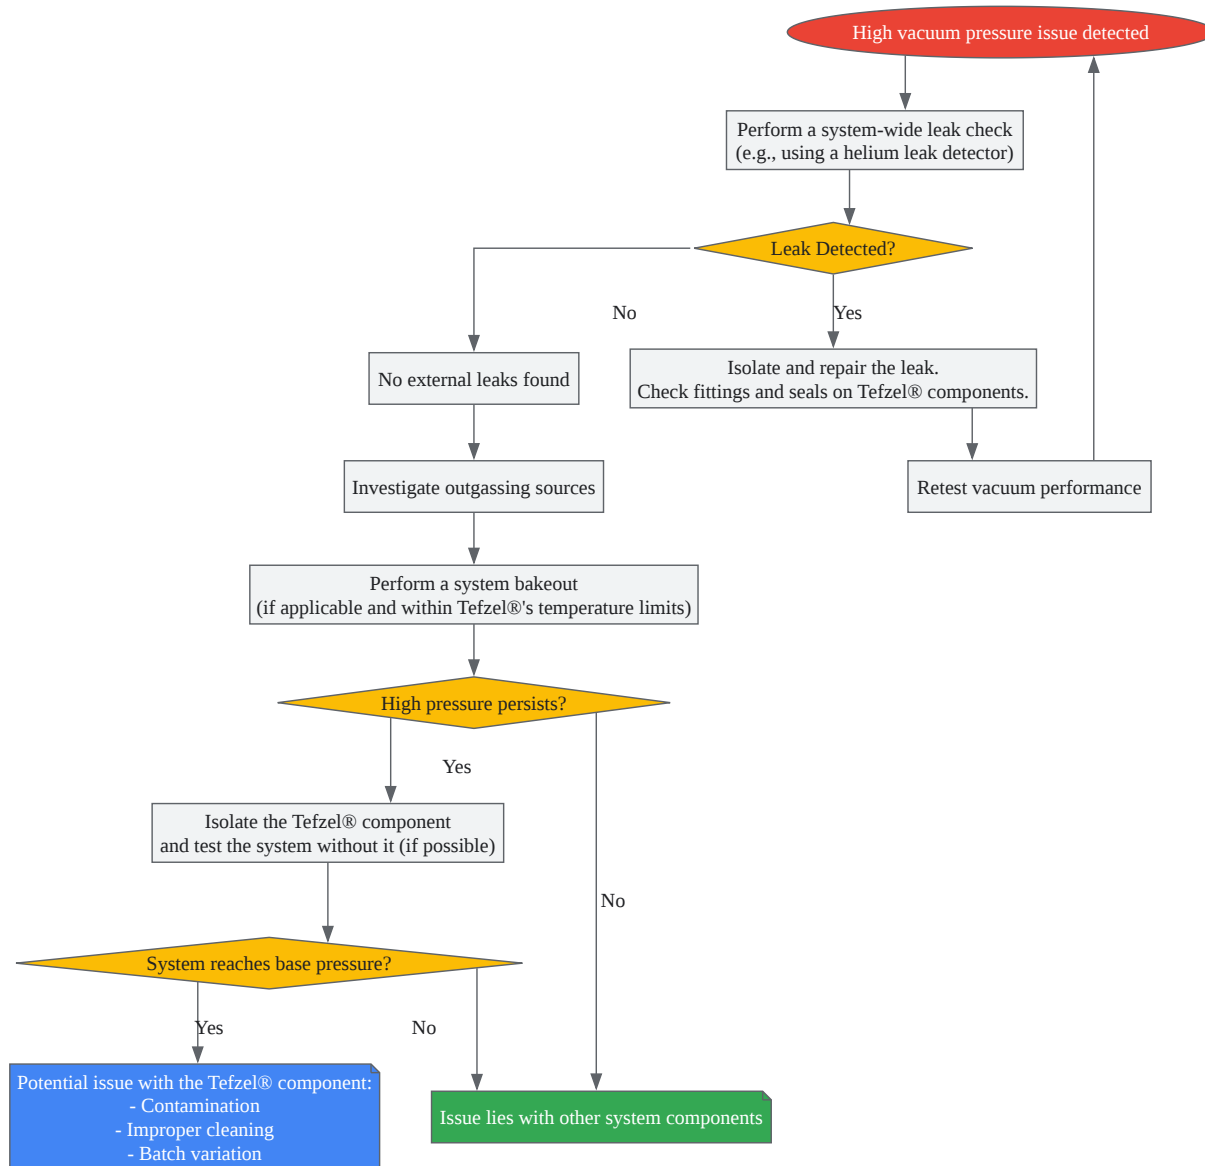 High vacuum pressure issue detected
Perform a system-wide leak check
(e.g., using a helium leak detector)
Leak Detected?
No
Yes
No external leaks found
Isolate and repair the leak.
Check fittings and seals on Tefzel® components.
Investigate outgassing sources
Retest vacuum performance
Perform a system bakeout
(if applicable and within Tefzel®'s temperature limits)
High pressure persists?
Yes
Isolate the Tefzel® component
and test the system without it (if possible)
No
System reaches base pressure?
Yes
No
Potential issue with the Tefzel® component:
- Contamination
- Improper cleaning
- Batch variation
Issue lies with other system components